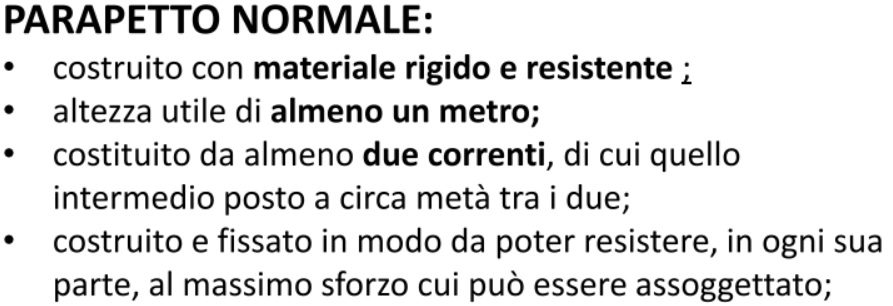 PARAPETTO NORMALE:
• costruito con materiale rigido e resistente ;
• altezza utile di almeno un metro;
• costituito da almeno due correnti, di cui quello
intermedio posto a circa metà tra i due;
• costruito e fissato in modo da poter resistere, in ogni sua
parte, al massimo sforzo cui può essere assoggettato;